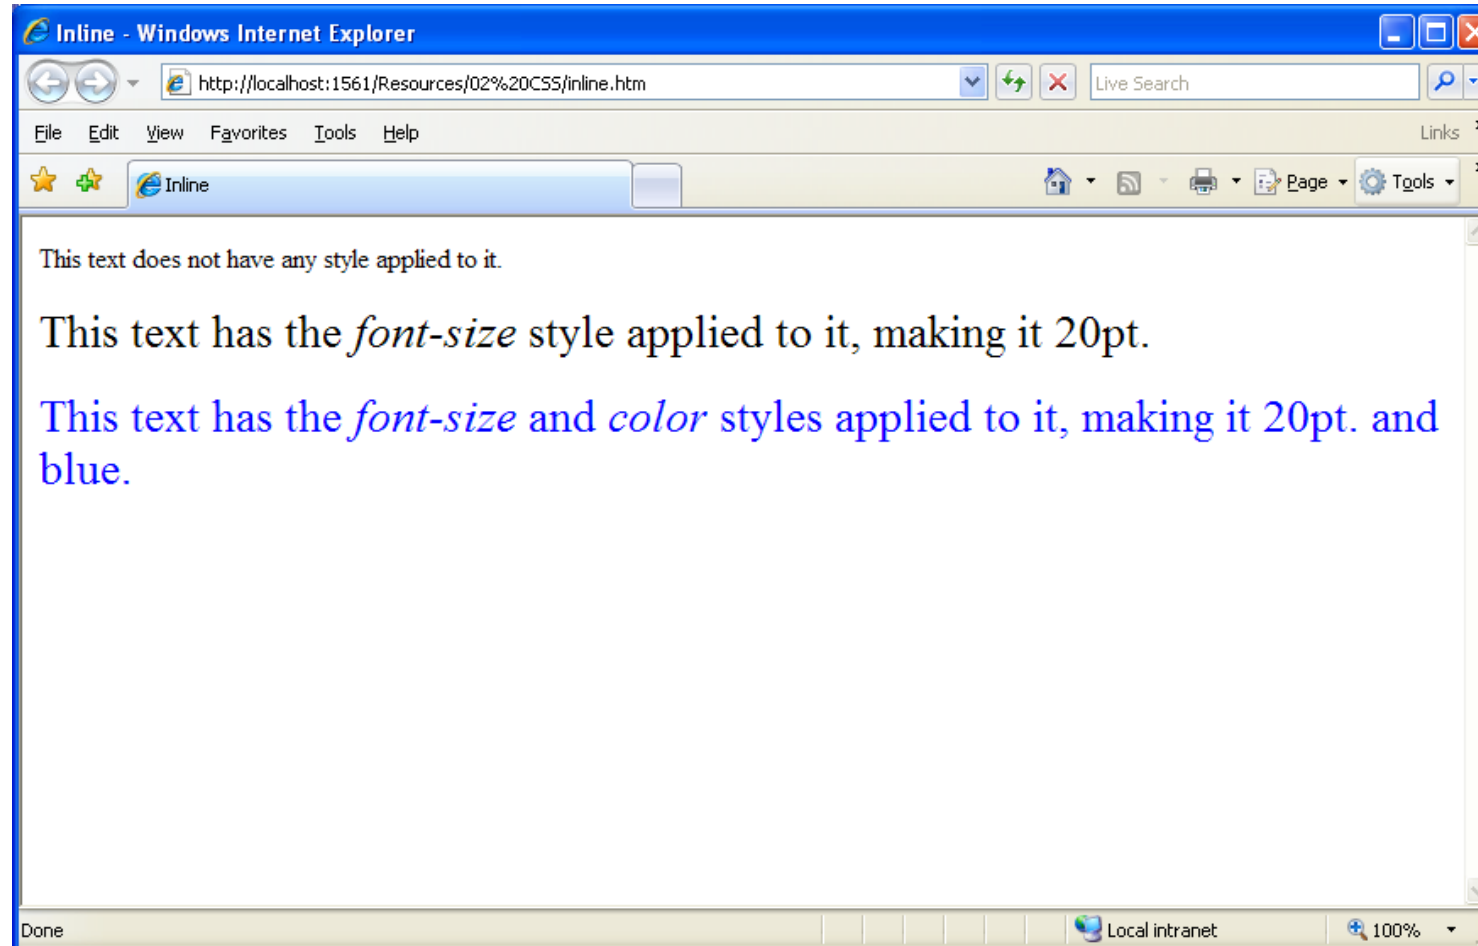 Inline - Windows Internet Explorer
http://localhost:1561/Resources/02%20CSS/inline.htm
Live Search
File Edit View Favorites Tools Help
Links
Inline
Page
Tools
This text does not have any style applied to it.
This text has the font-size style applied to it, making it 20pt.
This text has the font-size and color styles applied to it, making it 20pt. and
blue.
Done
Local intranet
100%